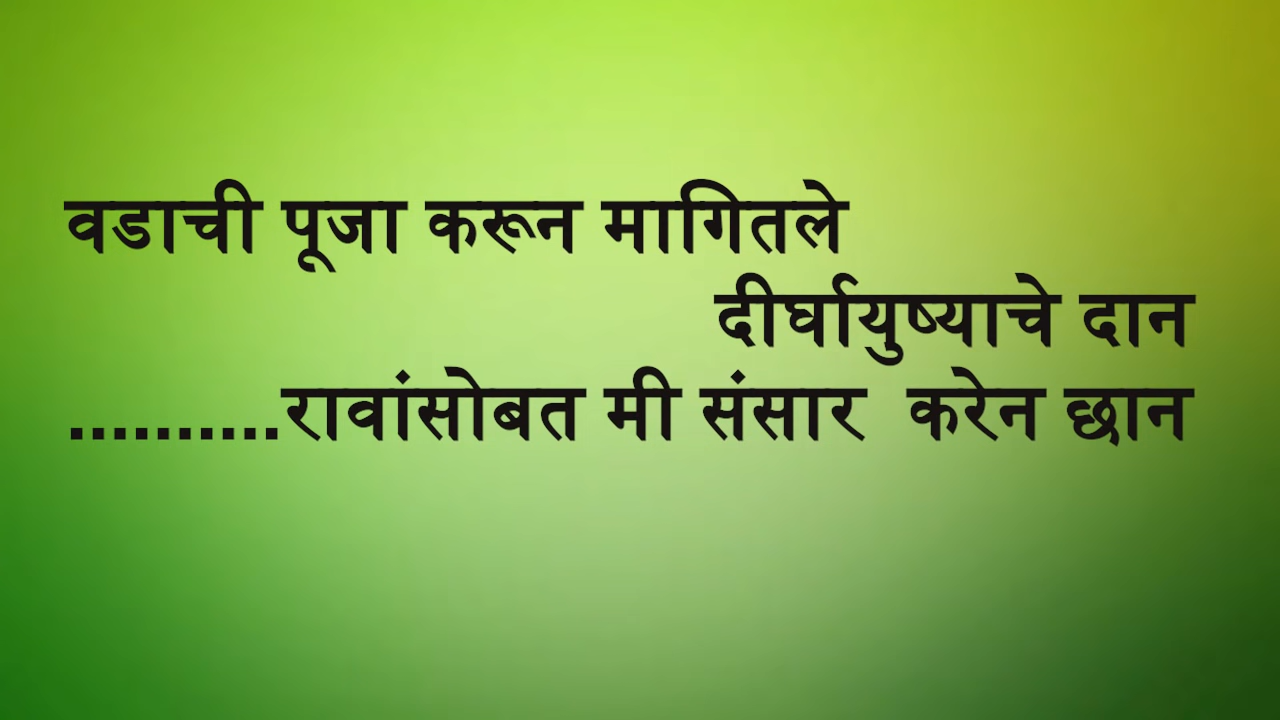 वडाची पूजा करून मागितले
दीर्घायुष्याचे दान
..........रावांसोबत मी संसार करेन छान